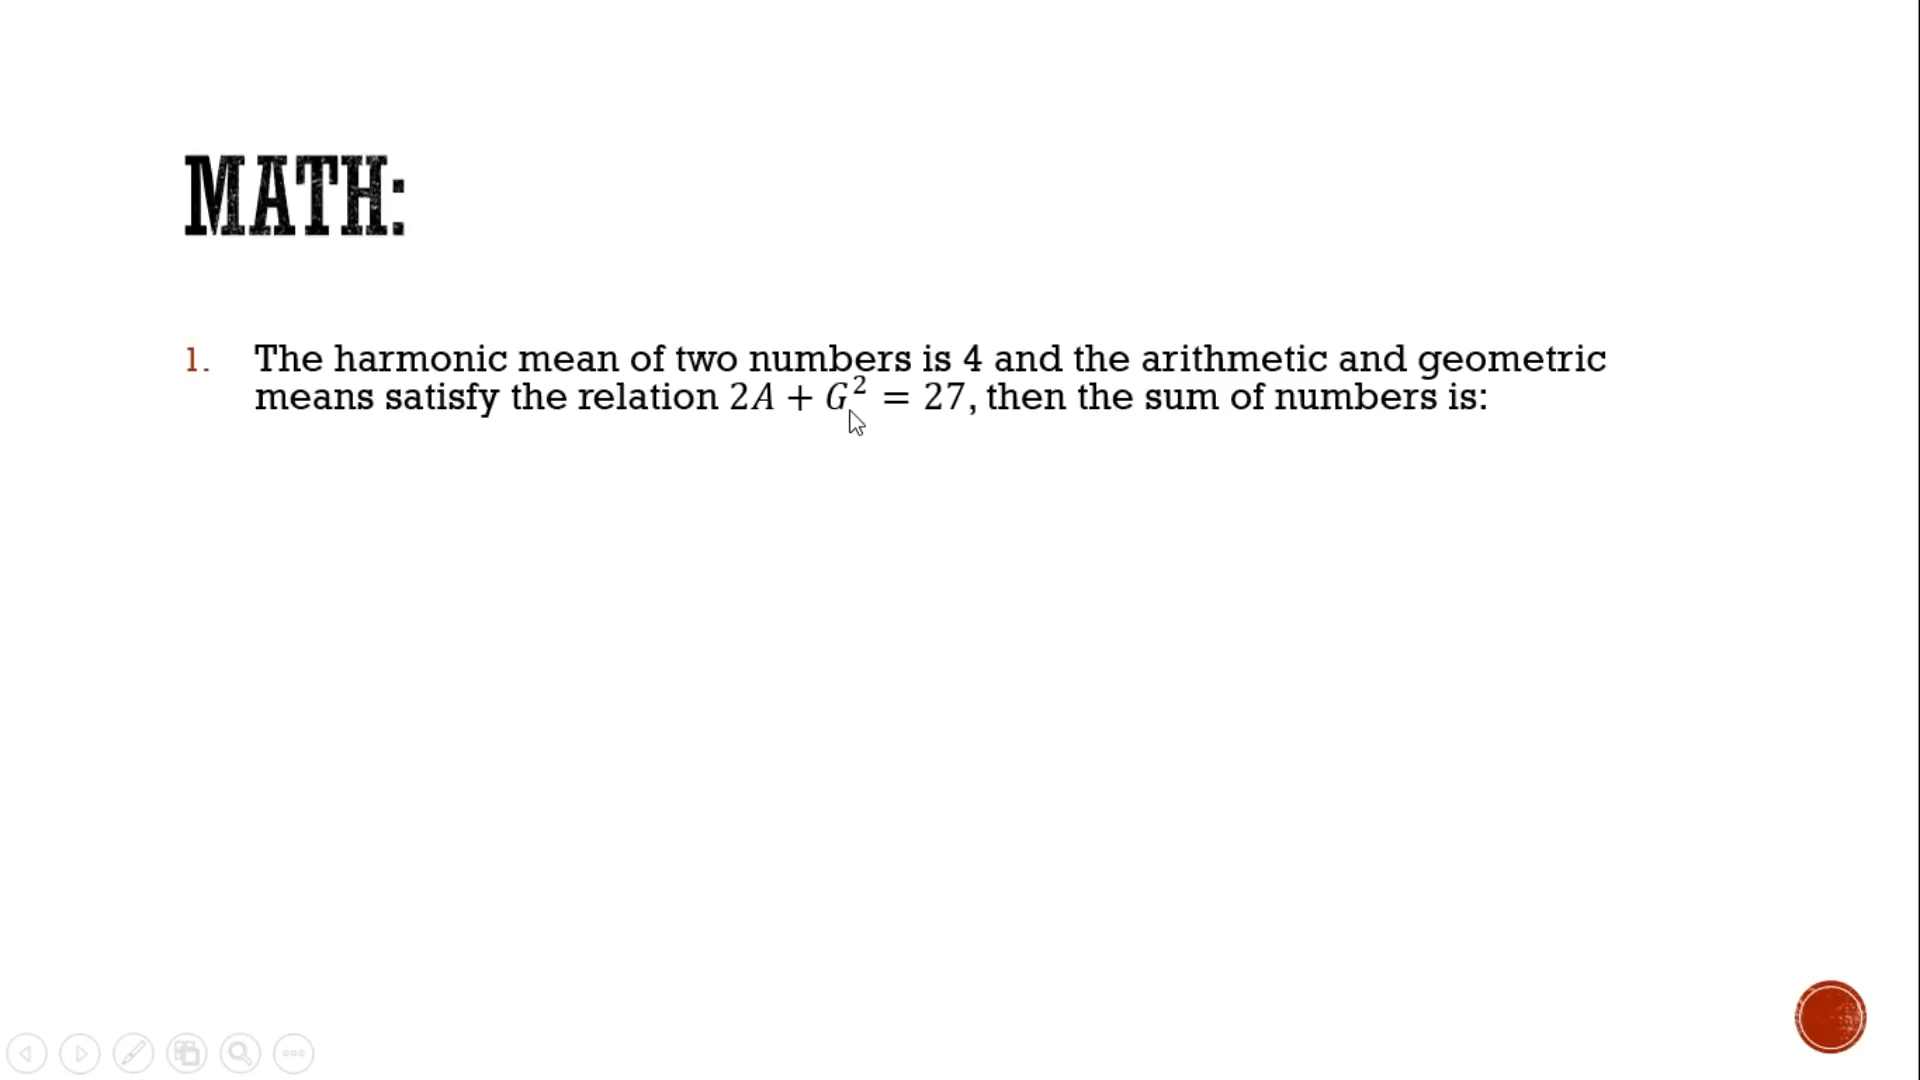 MATH:
1. The harmonic mean of two numbers is 4 and the arithmetic and geometric
means satisfy the relation 2A + G² = 27, then the sum of numbers is: